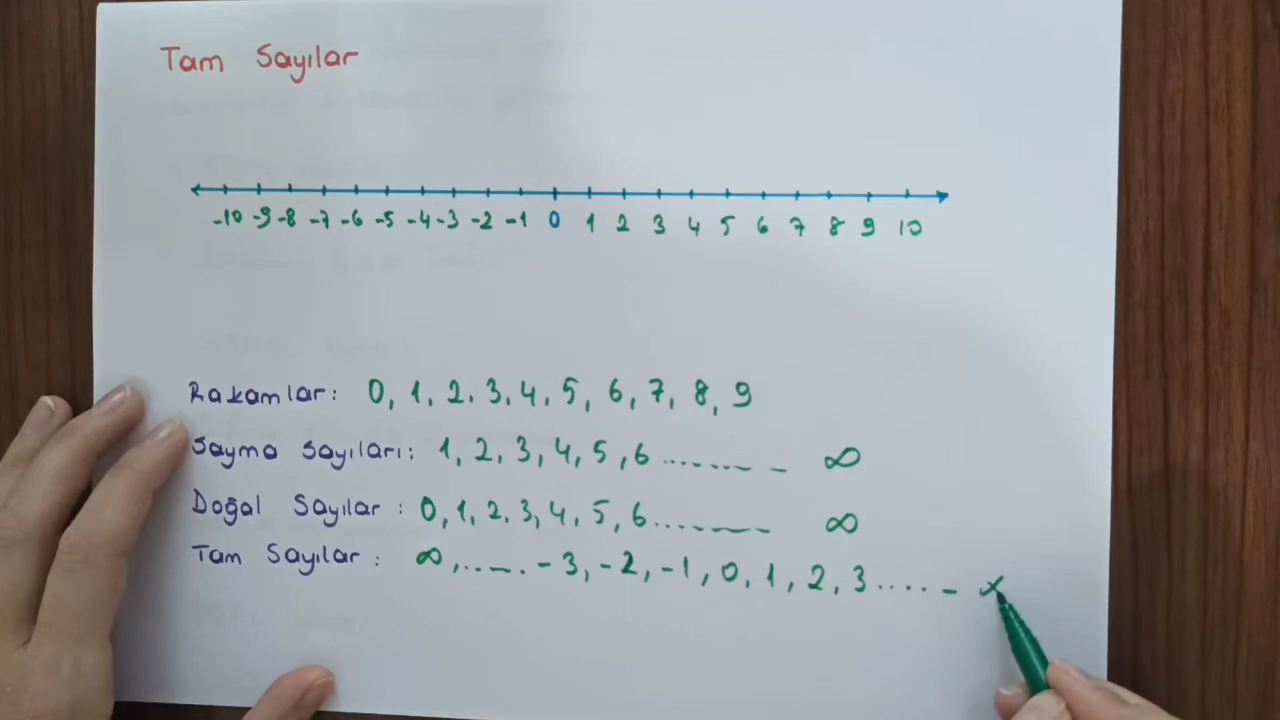 Tam Sayılar
-10 -9 -8 -7 -6 -5 -4 -3 -2 -1 0 1 2 3 4 5 6 7 8 9 10
Rakamlar: 0, 1, 2, 3, 4, 5, 6, 7, 8, 9
Sayma Sayıları: 1, 2, 3, 4, 5, 6 ......... ∞
Doğal Sayılar : 0, 1, 2, 3, 4, 5, 6 ......... ∞
Tam Sayılar : ∞, ...... -3, -2, -1, 0, 1, 2, 3 .....